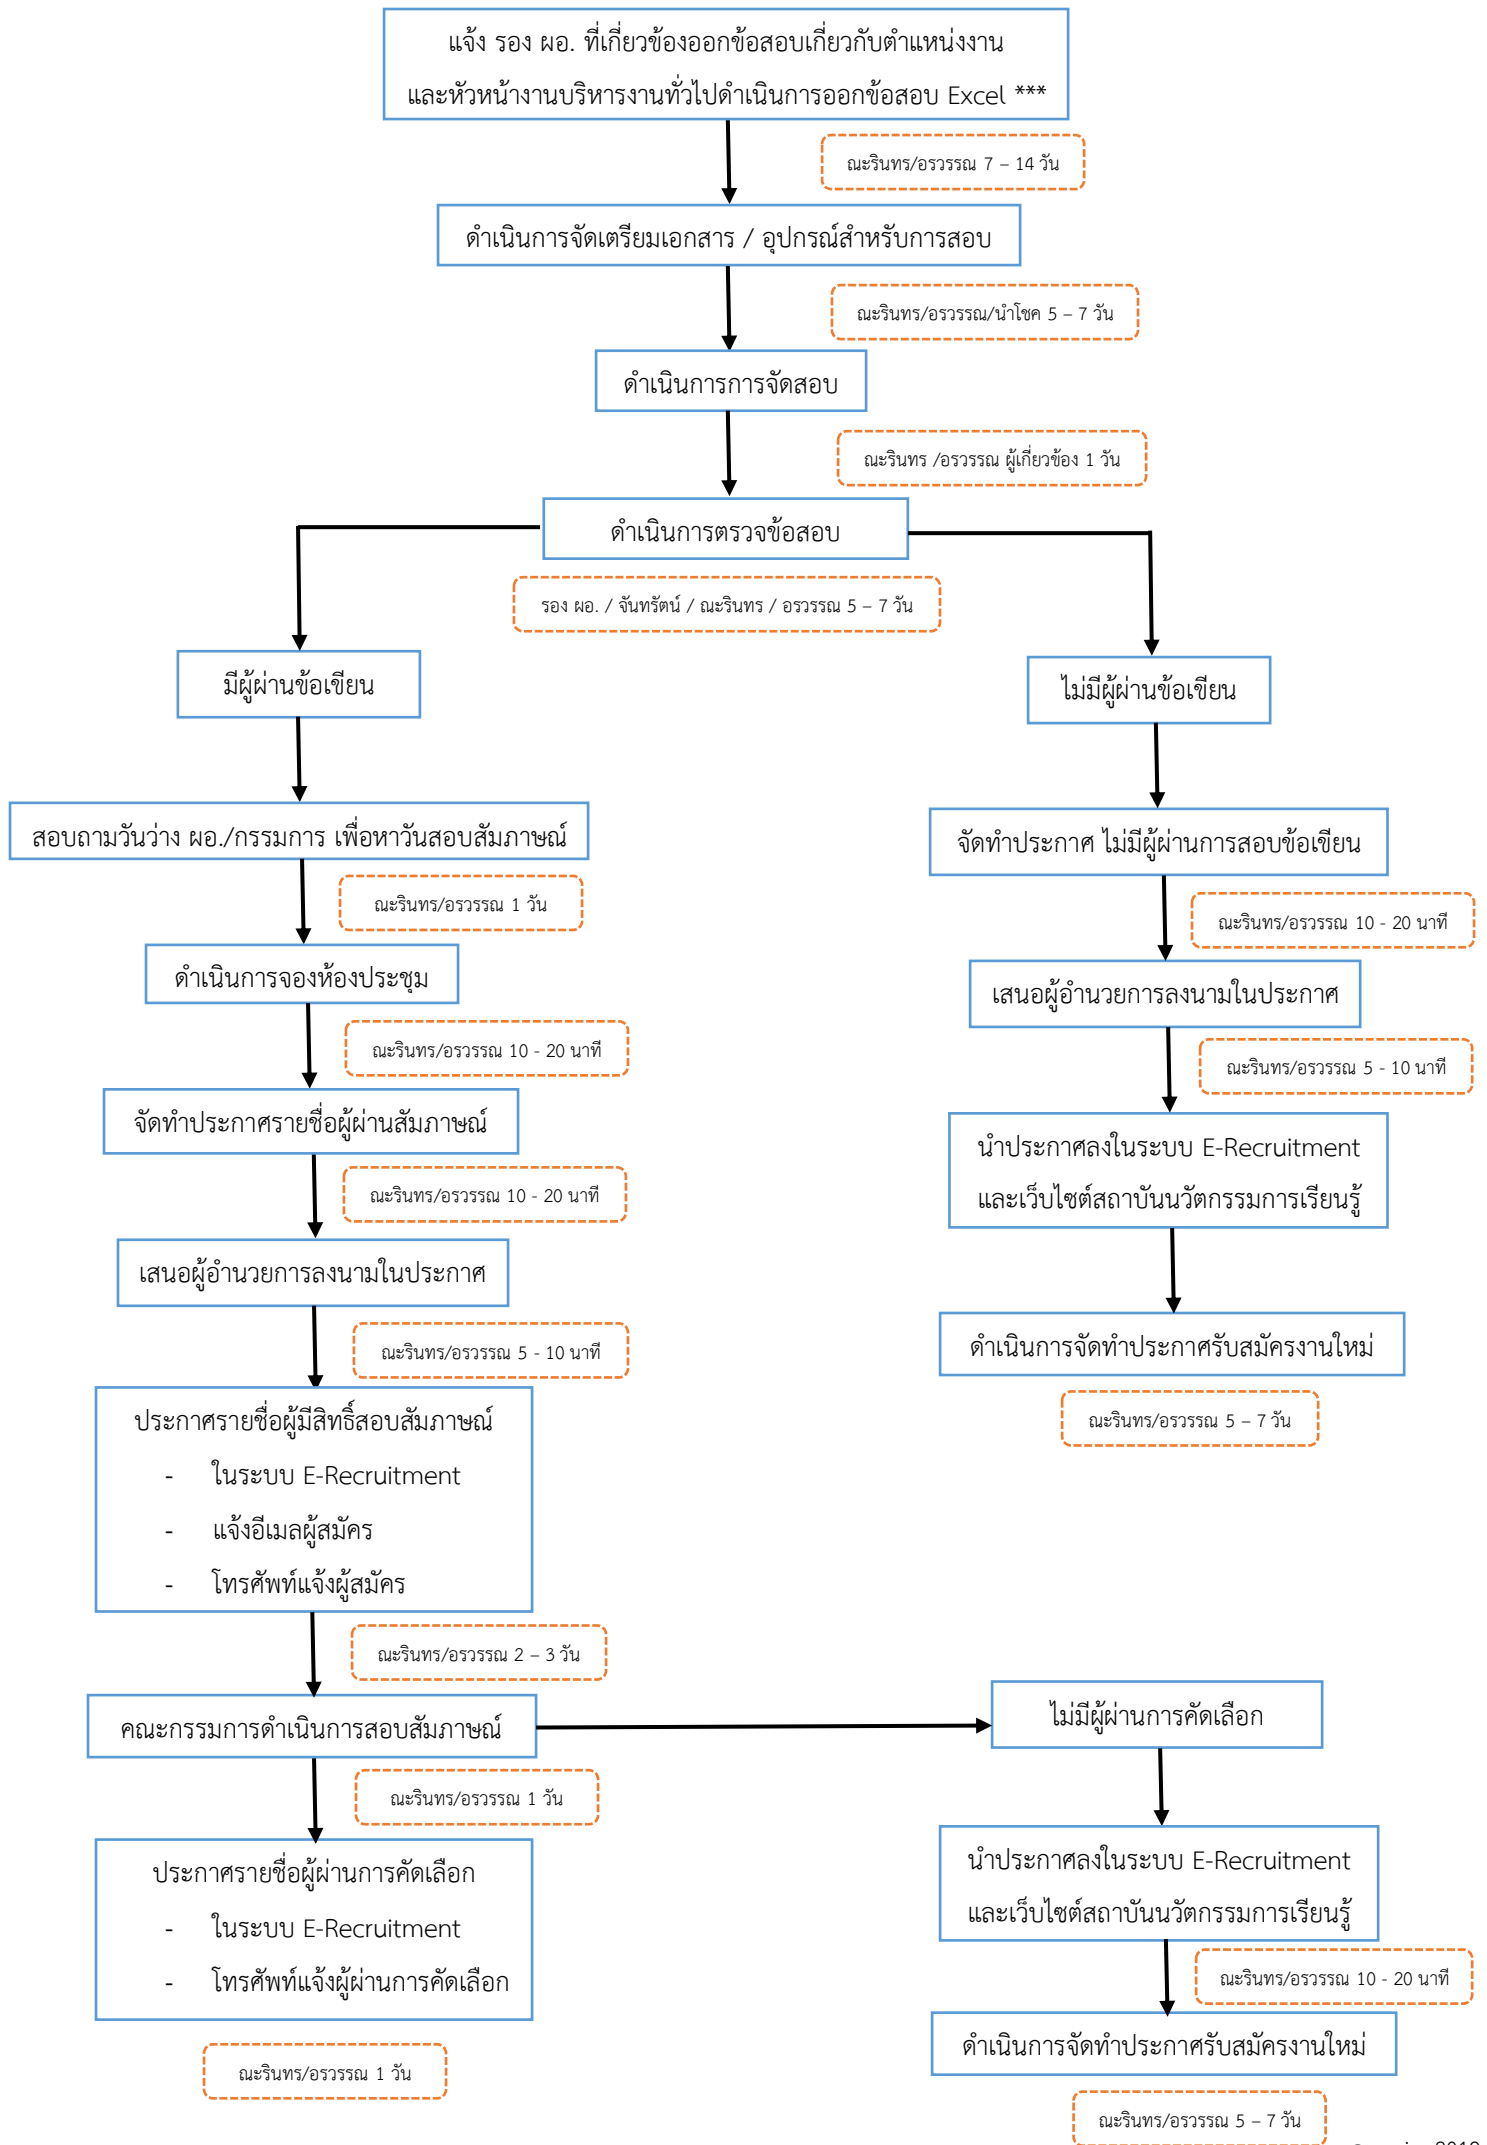 แจ้ง รอง ผอ. ที่เกี่ยวข้องออกข้อสอบเกี่ยวกับตำแหน่งงาน
และหัวหน้างานบริหารงานทั่วไปดำเนินการออกข้อสอบ Excel ***
ณะรินทร/อรวรรณ 7 – 14 วัน
ดำเนินการจัดเตรียมเอกสาร / อุปกรณ์สำหรับการสอบ
ณะรินทร/อรวรรณ/นำโชค 5 – 7 วัน
ดำเนินการการจัดสอบ
ณะรินทร /อรวรรณ ผู้เกี่ยวข้อง 1 วัน
ดำเนินการตรวจข้อสอบ
รอง ผอ. / จันทรัตน์ / ณะรินทร / อรวรรณ 5 – 7 วัน
มีผู้ผ่านข้อเขียน
สอบถามวันว่าง ผอ./กรรมการ เพื่อหาวันสอบสัมภาษณ์
ณะรินทร/อรวรรณ 1 วัน
ดำเนินการจองห้องประชุม
ณะรินทร/อรวรรณ 10 - 20 นาที
จัดทำประกาศรายชื่อผู้ผ่านสัมภาษณ์
ณะรินทร/อรวรรณ 10 - 20 นาที
เสนอผู้อำนวยการลงนามในประกาศ
ณะรินทร/อรวรรณ 5 - 10 นาที
ประกาศรายชื่อผู้มีสิทธิ์สอบสัมภาษณ์
- ในระบบ E-Recruitment
- แจ้งอีเมลผู้สมัคร
- โทรศัพท์แจ้งผู้สมัคร
ณะรินทร/อรวรรณ 2 – 3 วัน
คณะกรรมการดำเนินการสอบสัมภาษณ์
ณะรินทร/อรวรรณ 1 วัน
ประกาศรายชื่อผู้ผ่านการคัดเลือก
- ในระบบ E-Recruitment
- โทรศัพท์แจ้งผู้ผ่านการคัดเลือก
ณะรินทร/อรวรรณ 1 วัน
ไม่มีผู้ผ่านข้อเขียน
จัดทำประกาศ ไม่มีผู้ผ่านการสอบข้อเขียน
ณะรินทร/อรวรรณ 10 - 20 นาที
เสนอผู้อำนวยการลงนามในประกาศ
ณะรินทร/อรวรรณ 5 - 10 นาที
นำประกาศลงในระบบ E-Recruitment
และเว็บไซต์สถาบันนวัตกรรมการเรียนรู้
ดำเนินการจัดทำประกาศรับสมัครงานใหม่
ณะรินทร/อรวรรณ 5 – 7 วัน
ไม่มีผู้ผ่านการคัดเลือก
นำประกาศลงในระบบ E-Recruitment
และเว็บไซต์สถาบันนวัตกรรมการเรียนรู้
ณะรินทร/อรวรรณ 10 - 20 นาที
ดำเนินการจัดทำประกาศรับสมัครงานใหม่
ณะรินทร/อรวรรณ 5 – 7 วัน